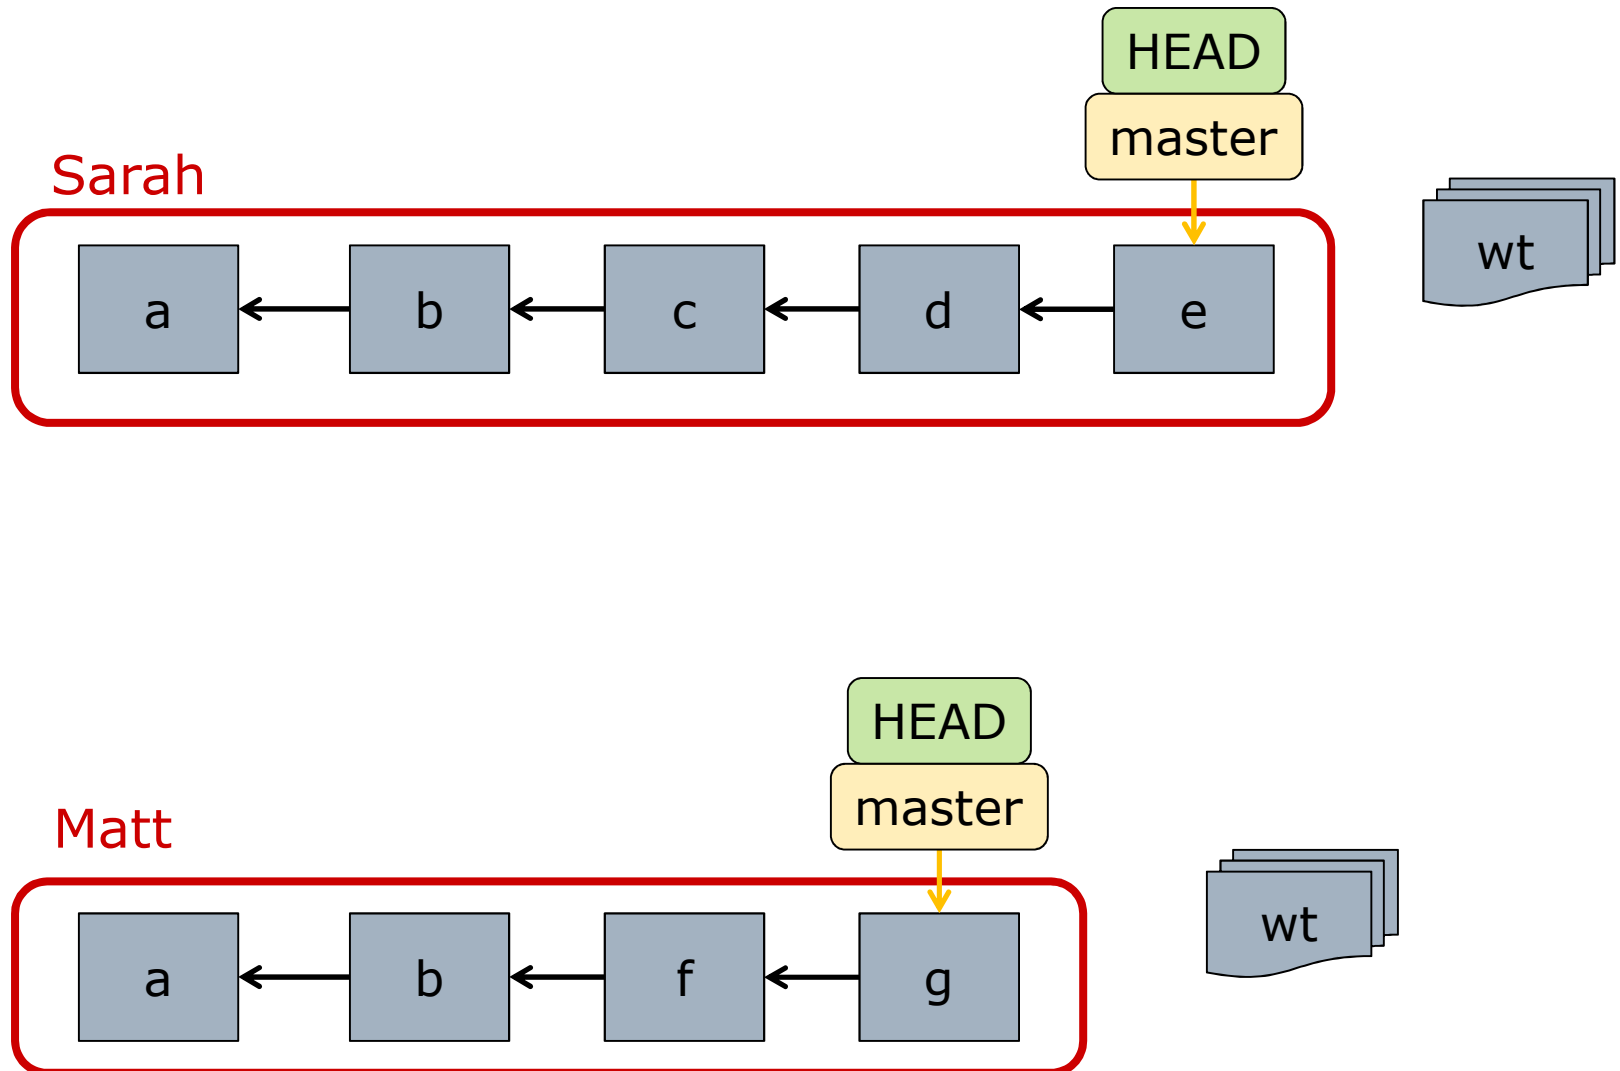 HEAD
master
Sarah
wt
a b c d e
HEAD
master
Matt
wt
a b f g